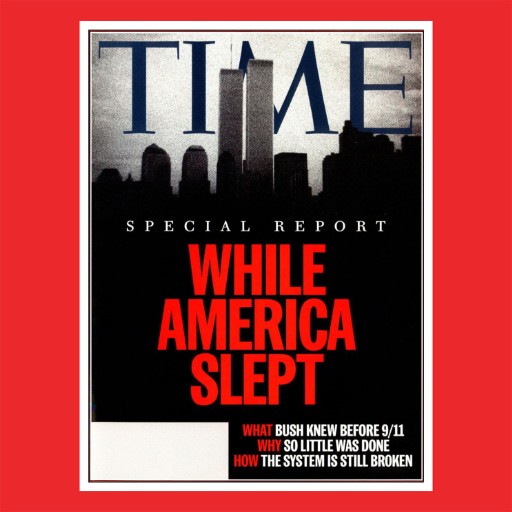 TIME
SPECIAL REPORT
WHILE
AMERICA
SLEPT
WHAT BUSH KNEW BEFORE 9/11
WHY SO LITTLE WAS DONE
HOW THE SYSTEM IS STILL BROKEN